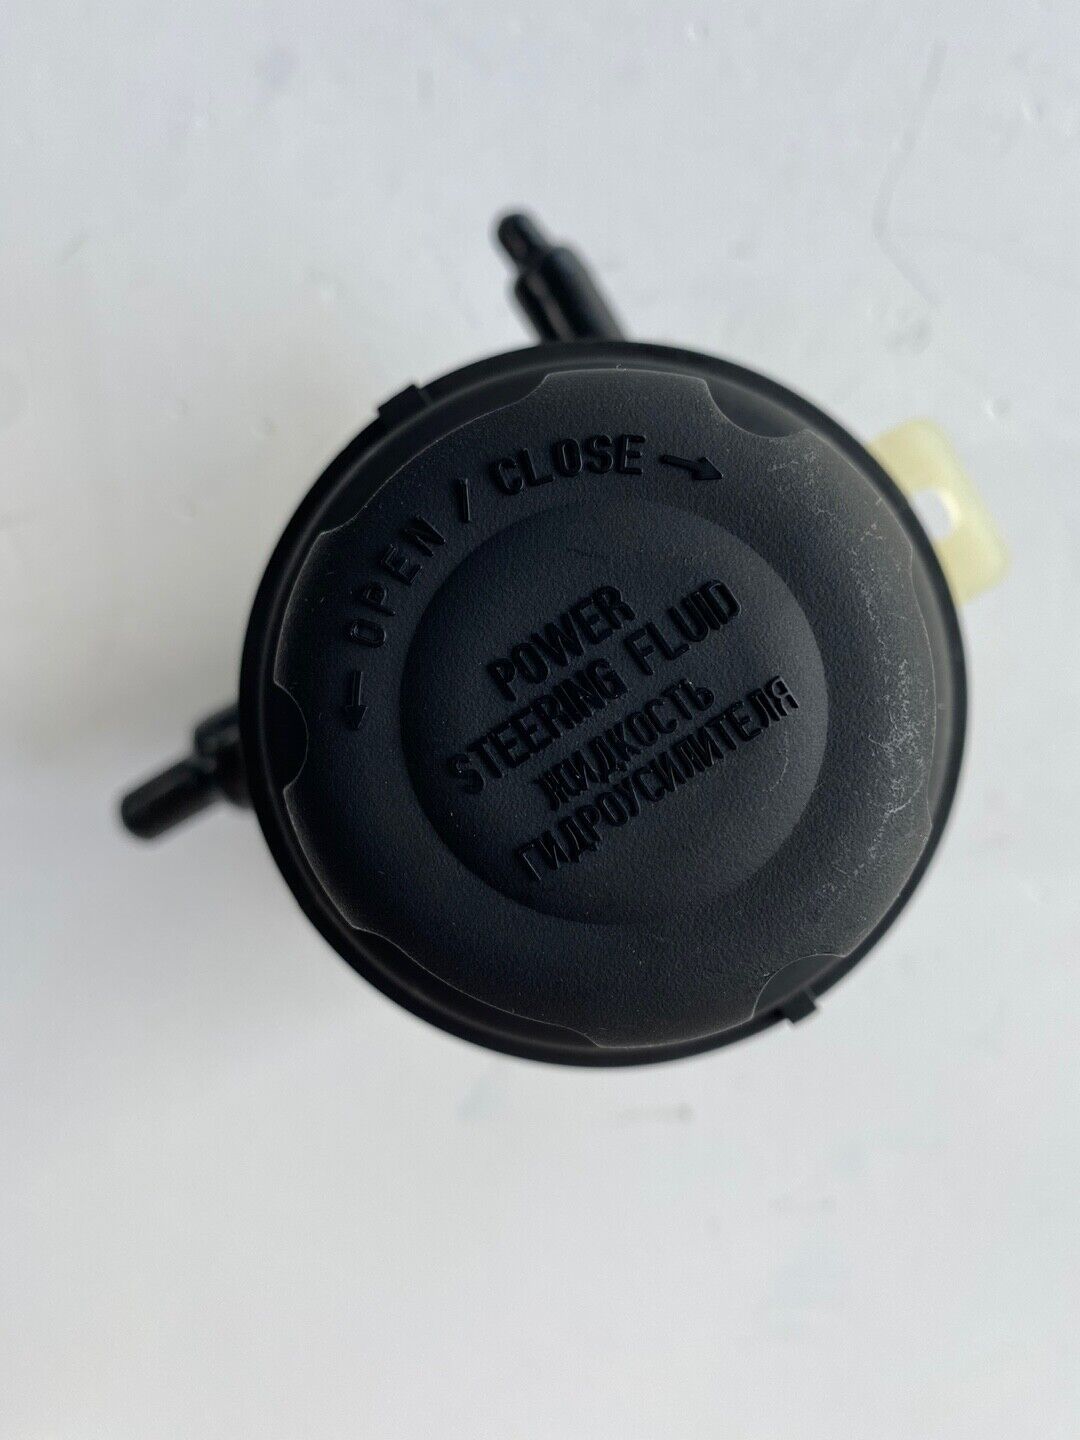 ← OPEN / CLOSE →
POWER
STEERING FLUID
ЖИДКОСТЬ
ГИДРОУСИЛИТЕЛЯ